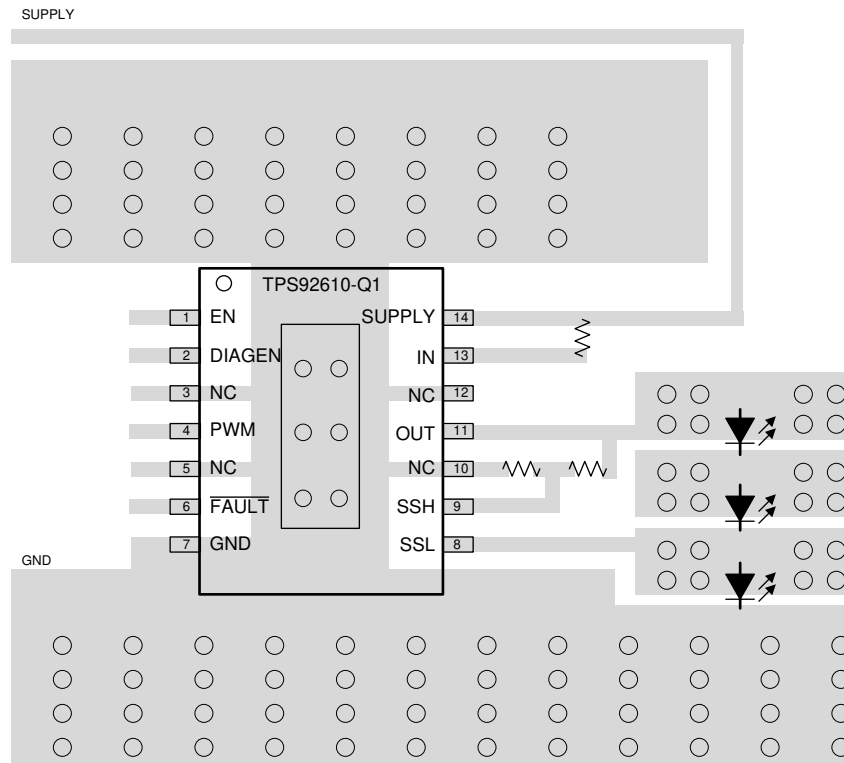 SUPPLY
TPS92610-Q1
1 EN SUPPLY 14
2 DIAGEN IN 13
3 NC NC 12
4 PWM OUT 11
5 NC NC 10
6 FAULT SSH 9
7 GND SSL 8
GND